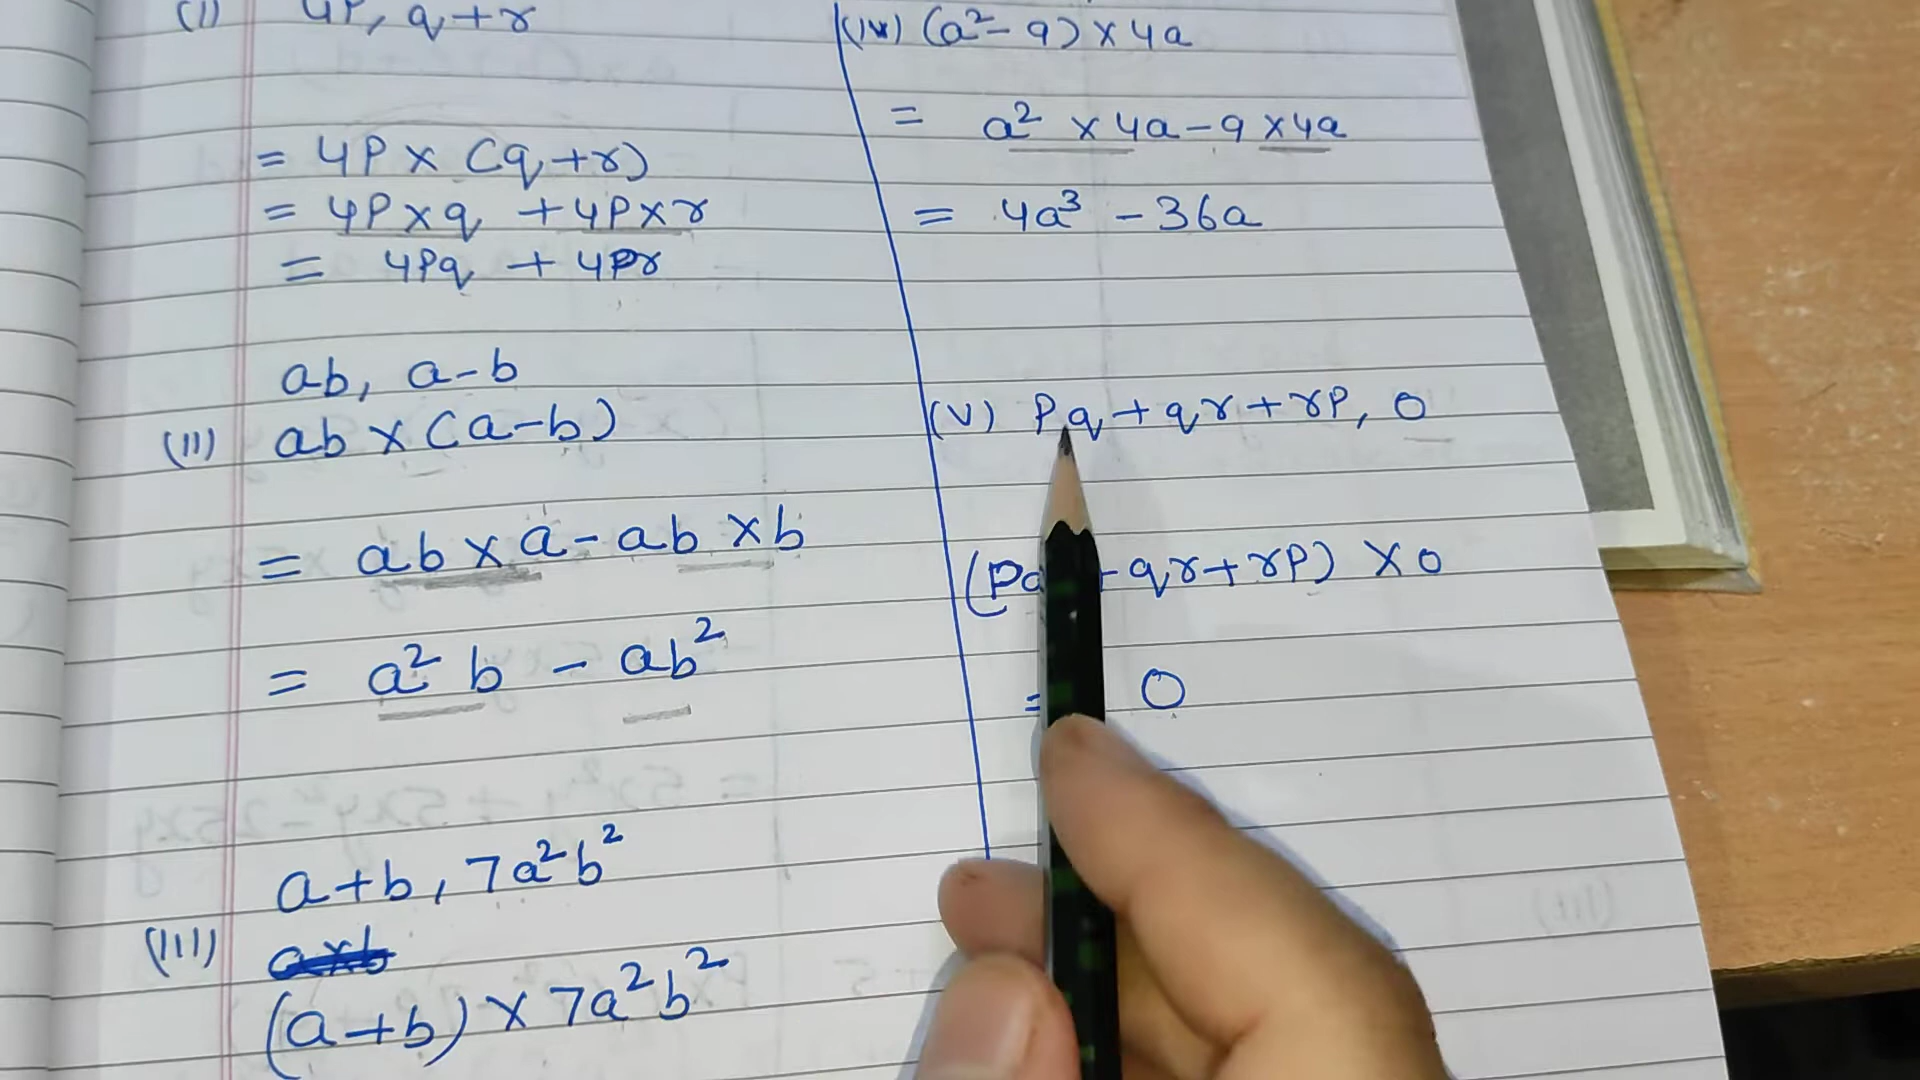 (I) 4P, q+r
= 4P × (q+r)
= 4P×q +4P×r
= 4Pq + 4Pr
ab, a-b
(II) ab × (a-b)
= ab×a-ab×b
= a² b - ab²
a+b, 7a²b²
(III) a×b
(a+b) × 7a²b²
(IV) (a²-9)×4a
= a² ×4a-9×4a
= 4a³ -36a
(V) Pq+qr+rP, 0
(Pq+qr+rP) ×0
= 0